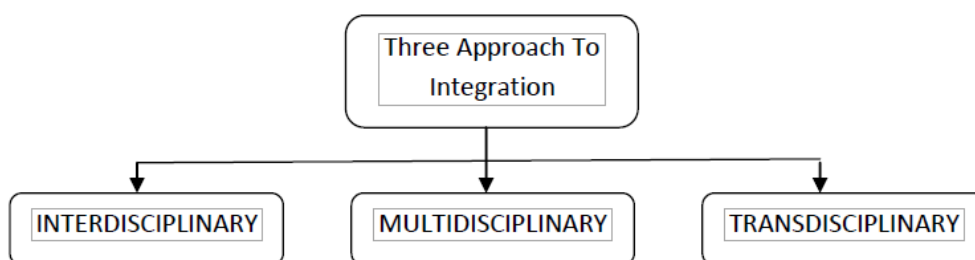 Three Approach To
Integration
INTERDISCIPLINARY
MULTIDISCIPLINARY
TRANSDISCIPLINARY